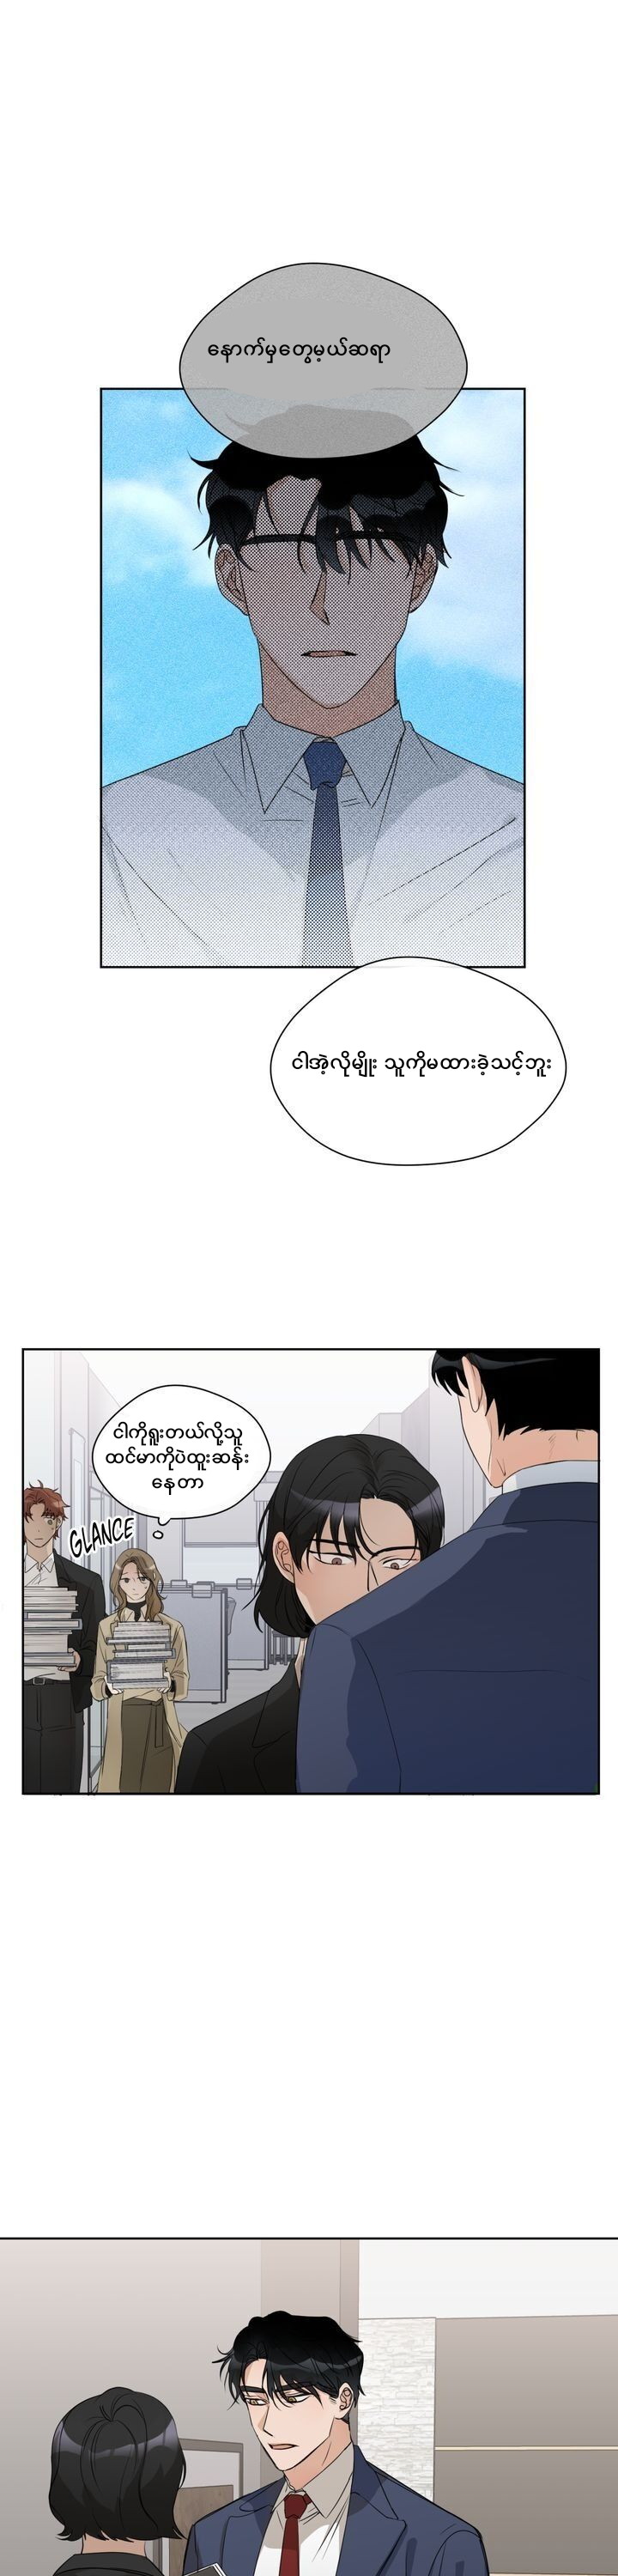 နောက်မှတွေ့မယ်ဆရာ
ငါအဲ့လိုမျိုး သူကိုမထားခဲ့သင့်ဘူး
ငါကိုရူးတယ်လို့သူ
ထင်မာကိုပဲထူးဆန်း
နေတာ
GLANCE